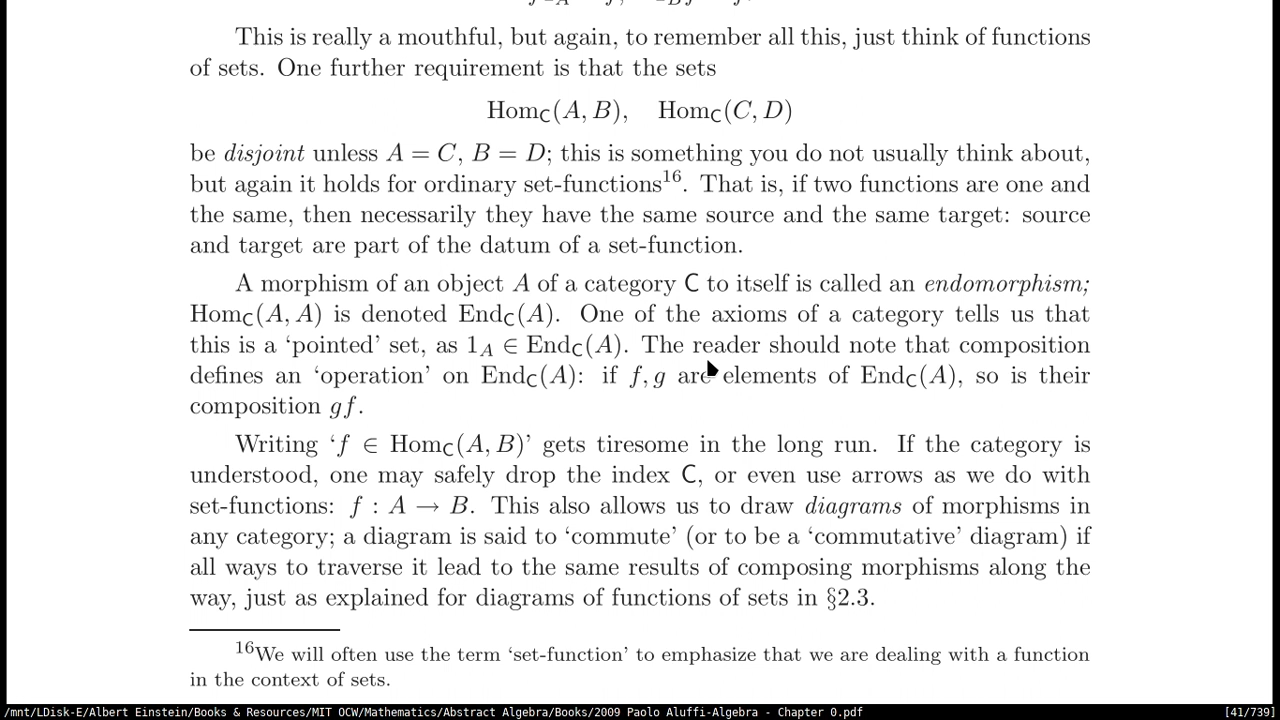 This is really a mouthful, but again, to remember all this, just think of functions
of sets. One further requirement is that the sets
Hom_C(A, B), Hom_C(C, D)
be disjoint unless A = C, B = D; this is something you do not usually think about,
but again it holds for ordinary set-functions¹⁶. That is, if two functions are one and
the same, then necessarily they have the same source and the same target: source
and target are part of the datum of a set-function.
A morphism of an object A of a category C to itself is called an endomorphism;
Hom_C(A, A) is denoted End_C(A). One of the axioms of a category tells us that
this is a ‘pointed’ set, as 1_A ∈ End_C(A). The reader should note that composition
defines an ‘operation’ on End_C(A): if f, g are elements of End_C(A), so is their
composition gf.
Writing ‘f ∈ Hom_C(A, B)’ gets tiresome in the long run. If the category is
understood, one may safely drop the index C, or even use arrows as we do with
set-functions: f : A → B. This also allows us to draw diagrams of morphisms in
any category; a diagram is said to ‘commute’ (or to be a ‘commutative’ diagram) if
all ways to traverse it lead to the same results of composing morphisms along the
way, just as explained for diagrams of functions of sets in §2.3.
¹⁶We will often use the term ‘set-function’ to emphasize that we are dealing with a function
in the context of sets.
/mnt/LDisk-E/Albert Einstein/Books & Resources/MIT OCW/Mathematics/Abstract Algebra/Books/2009 Paolo Aluffi-Algebra - Chapter 0.pdf [41/739]